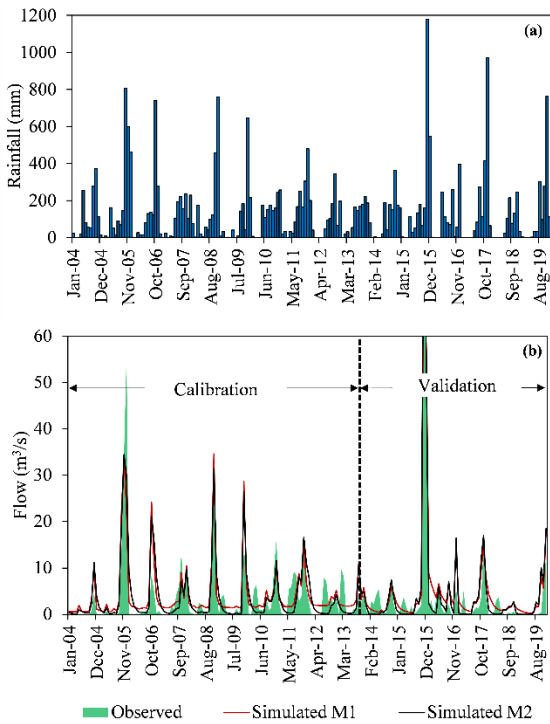 1200
(a)
1000
800
600
400
200
0
Rainfall (mm)
Jan-04
Dec-04
Nov-05
Oct-06
Sep-07
Aug-08
Jul-09
Jun-10
May-11
Apr-12
Mar-13
Feb-14
Jan-15
Dec-15
Nov-16
Oct-17
Sep-18
Aug-19
60
(b)
50
Calibration
Validation
40
30
20
10
0
Flow (m³/s)
Jan-04
Dec-04
Nov-05
Oct-06
Sep-07
Aug-08
Jul-09
Jun-10
May-11
Apr-12
Mar-13
Feb-14
Jan-15
Dec-15
Nov-16
Oct-17
Sep-18
Aug-19
Observed
Simulated M1
Simulated M2